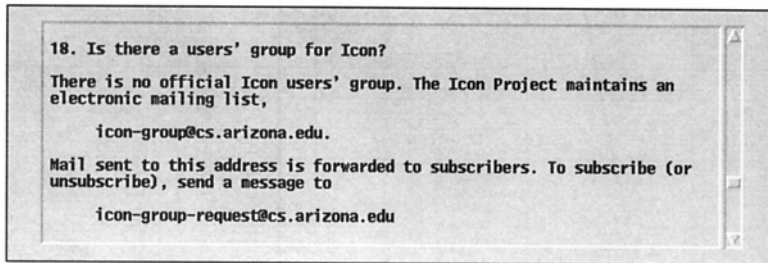 18. Is there a users' group for Icon?
There is no official Icon users' group. The Icon Project maintains an
electronic mailing list,
icon-group@cs.arizona.edu.
Mail sent to this address is forwarded to subscribers. To subscribe (or
unsubscribe), send a message to
icon-group-request@cs.arizona.edu